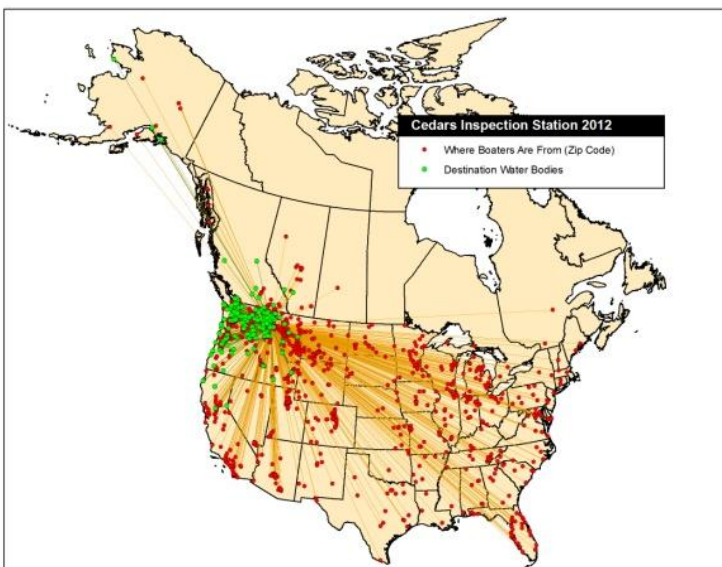 Cedars Inspection Station 2012
Where Boaters Are From (Zip Code)
Destination Water Bodies